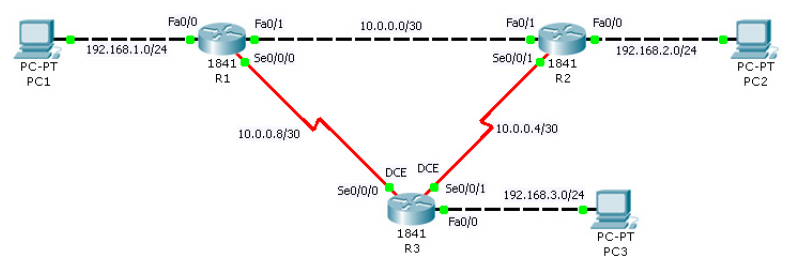 Fa0/0
Fa0/1
10.0.0.0/30
Fa0/1
Fa0/0
192.168.1.0/24
192.168.2.0/24
PC-PT
PC1
1841
R1
Se0/0/0
Se0/0/1
1841
R2
PC-PT
PC2
10.0.0.8/30
10.0.0.4/30
DCE
DCE
Se0/0/0
Se0/0/1
192.168.3.0/24
Fa0/0
1841
R3
PC-PT
PC3